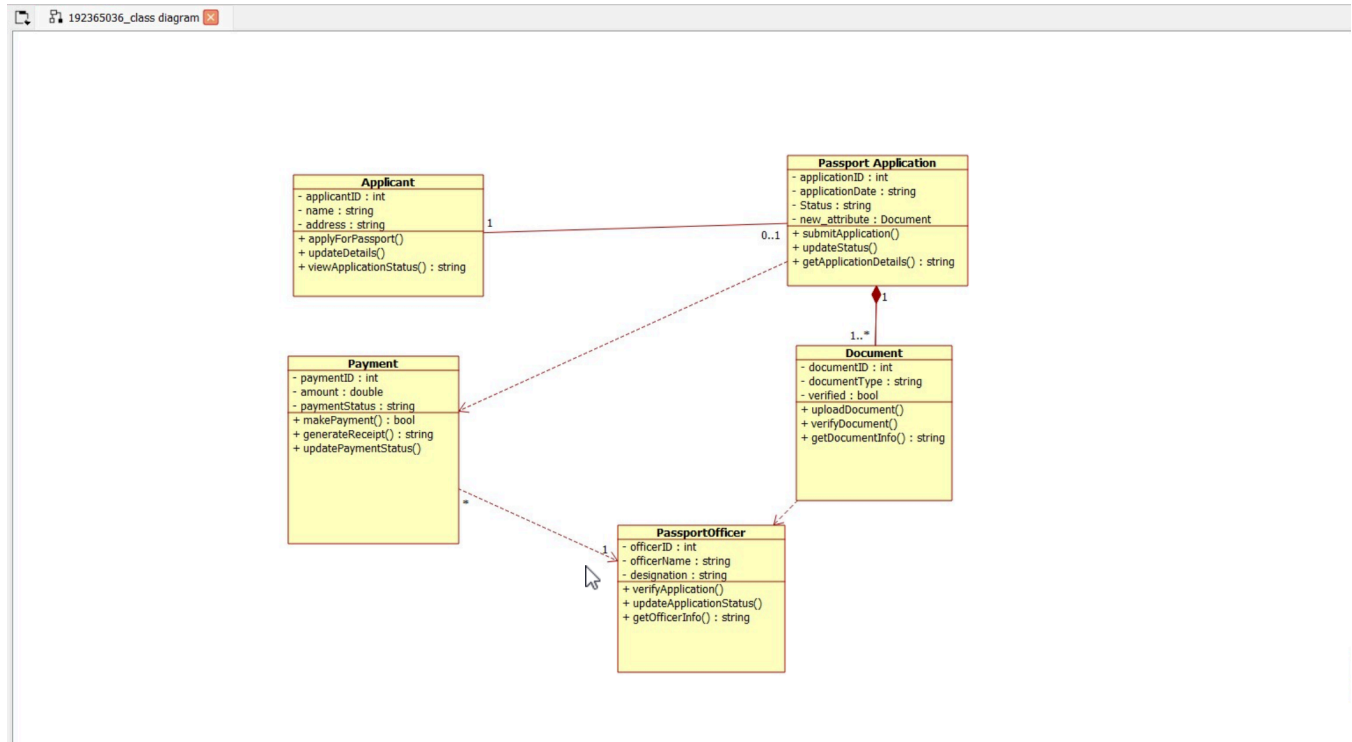 192365036_class diagram
Applicant
- applicantID : int
- name : string
- address : string
+ applyForPassport()
+ updateDetails()
+ viewApplicationStatus() : string
1
0..1
Passport Application
- applicationID : int
- applicationDate : string
- Status : string
- new_attribute : Document
+ submitApplication()
+ updateStatus()
+ getApplicationDetails() : string
1
1..*
Payment
- paymentID : int
- amount : double
- paymentStatus : string
+ makePayment() : bool
+ generateReceipt() : string
+ updatePaymentStatus()
Document
- documentID : int
- documentType : string
- verified : bool
+ uploadDocument()
+ verifyDocument()
+ getDocumentInfo() : string
*
1
PassportOfficer
- officerID : int
- officerName : string
- designation : string
+ verifyApplication()
+ updateApplicationStatus()
+ getOfficerInfo() : string